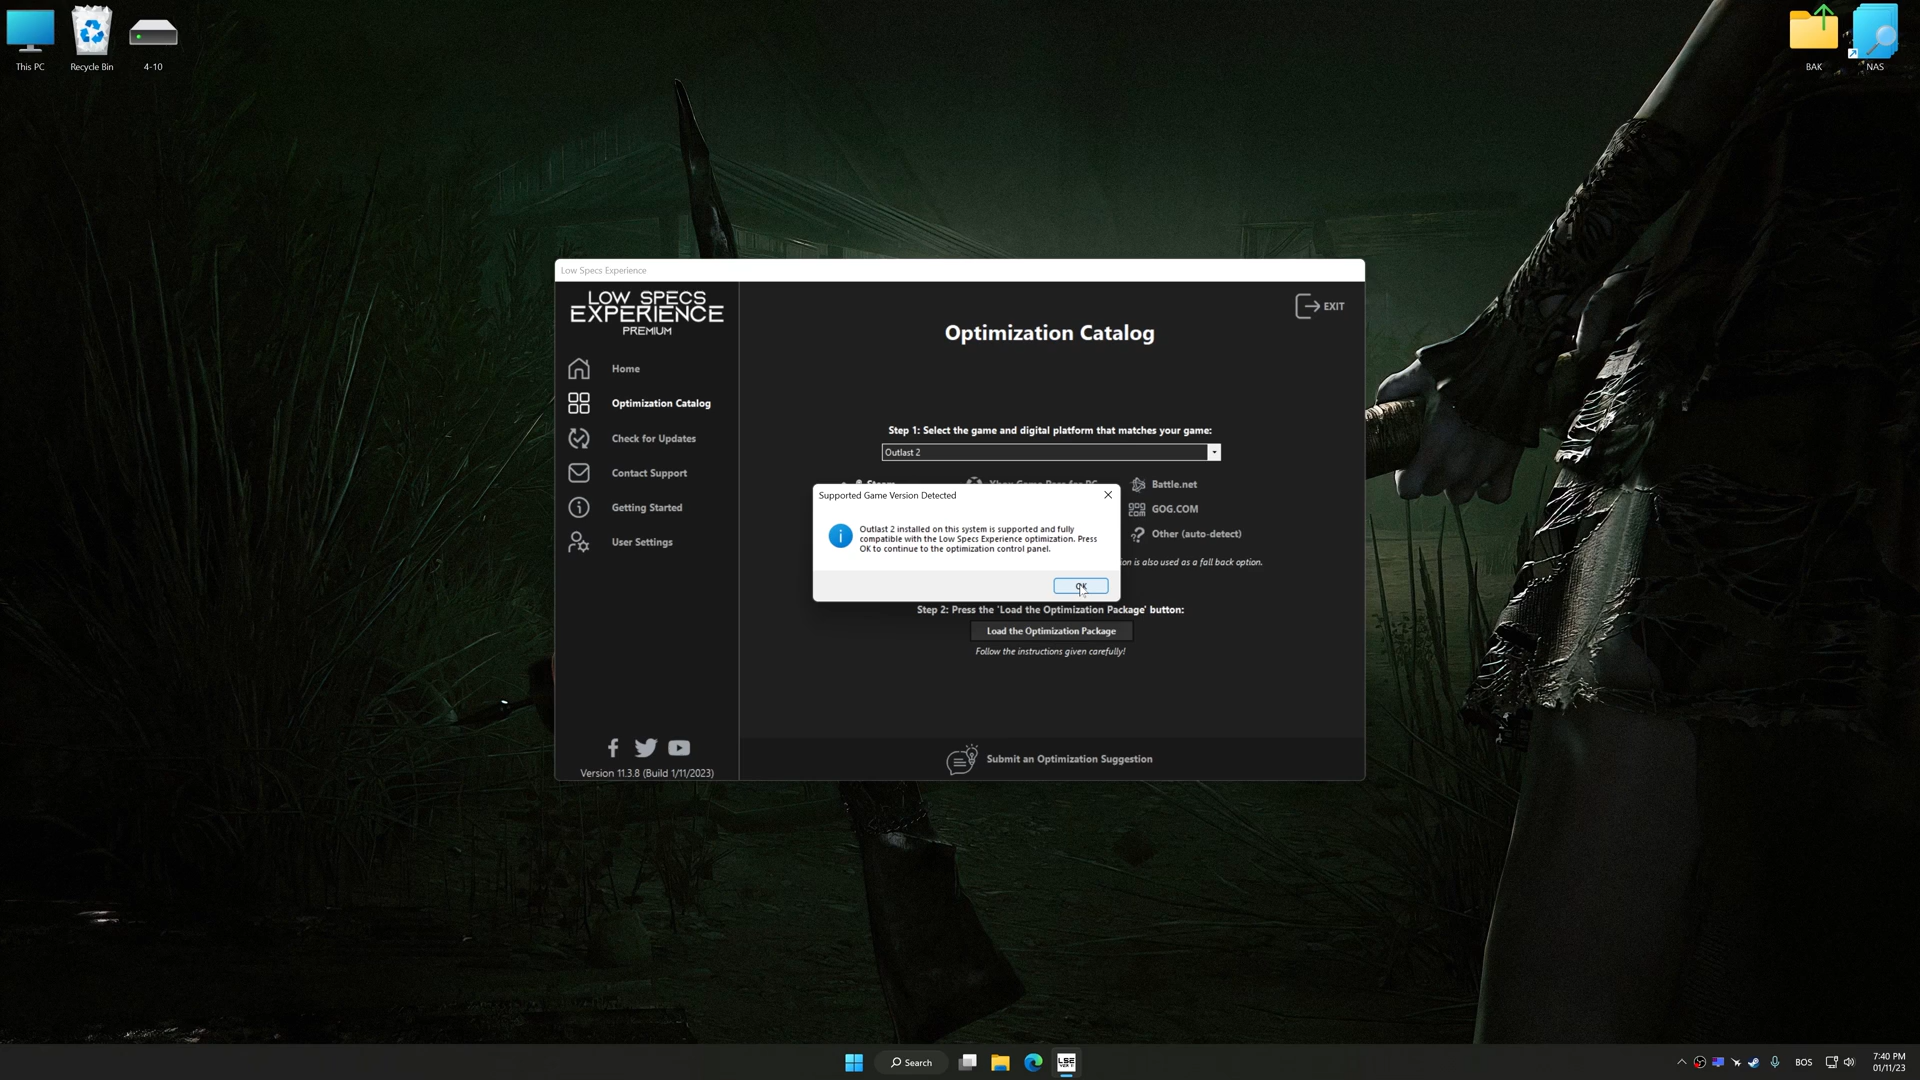 This PC
Recycle Bin
4-10
BAK
NAS
Low Specs Experience
LOW SPECS
EXPERIENCE
PREMIUM
Home
Optimization Catalog
Check for Updates
Contact Support
Getting Started
User Settings
Version 11.3.8 (Build 1/11/2023)
EXIT
Optimization Catalog
Step 1: Select the game and digital platform that matches your game:
Outlast 2
Battle.net
GOG.COM
Other (auto-detect)
ion is also used as a fall back option.
Supported Game Version Detected
Outlast 2 installed on this system is supported and fully
compatible with the Low Specs Experience optimization. Press
OK to continue to the optimization control panel.
OK
Step 2: Press the 'Load the Optimization Package' button:
Load the Optimization Package
Follow the instructions given carefully!
Submit an Optimization Suggestion
Search
LSE
BOS
7:40 PM
01/11/23